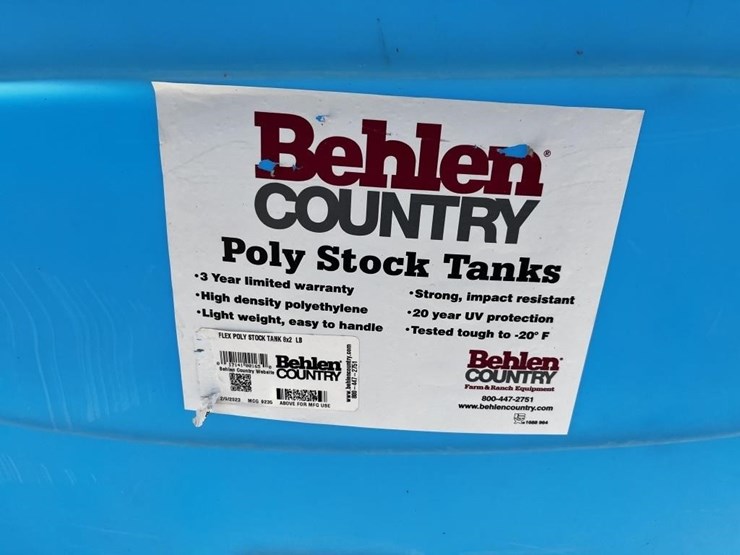 Behlen®
COUNTRY
Poly Stock Tanks
•3 Year limited warranty
•High density polyethylene
•Light weight, easy to handle
•Strong, impact resistant
•20 year UV protection
•Tested tough to -20° F
FLEX POLY STOCK TANK 8x2 LB
Behlen Country Website
Behlen
COUNTRY
www.behlencountry.com
800-447-2751
ABOVE FOR MFG USE
Behlen
COUNTRY
Farm & Ranch Equipment
800-447-2751
www.behlencountry.com